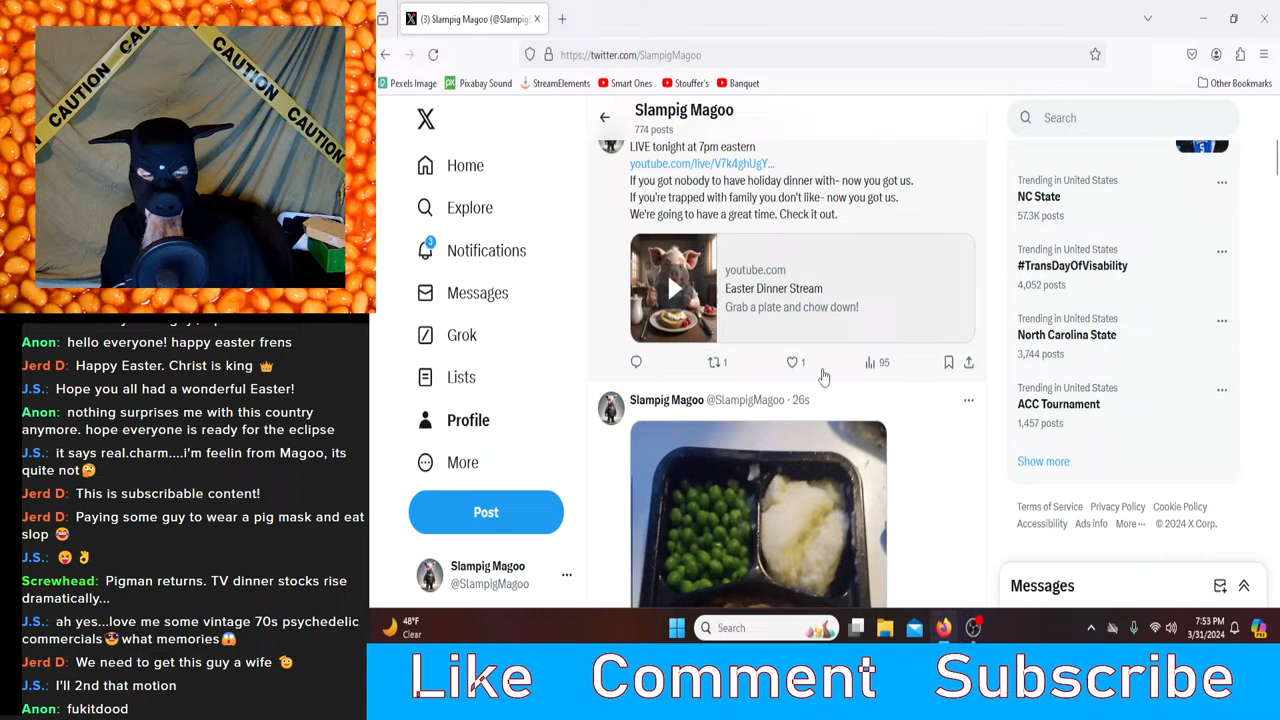 CAUTION
CAUTION
CAUTION
Anon: hello everyone! happy easter frens
Jerd D: Happy Easter. Christ is king 👑
J.S.: Hope you all had a wonderful Easter!
Anon: nothing surprises me with this country
anymore. hope everyone is ready for the eclipse
J.S.: it says real.charm....i'm feelin from Magoo, its
quite not🤔
Jerd D: This is subscribable content!
Jerd D: Paying some guy to wear a pig mask and eat
slop 😂
J.S.: 😝 👌
Screwhead: Pigman returns. TV dinner stocks rise
dramatically...
J.S.: ah yes...love me some vintage 70s psychedelic
commercials😎what memories😱
Jerd D: We need to get this guy a wife
J.S.: I'll 2nd that motion
Anon: fukitdood
(3) Slampig Magoo (@Slampig
https://twitter.com/SlampigMagoo
Pexels Image
Pixabay Sound
StreamElements
Smart Ones
Stouffer's
Banquet
Other Bookmarks
Home
Explore
3
Notifications
Messages
Grok
Lists
Profile
More
Post
Slampig Magoo
@SlampigMagoo
Slampig Magoo
774 posts
LIVE tonight at 7pm eastern
youtube.com/live/V7k4ghUgY...
If you got nobody to have holiday dinner with- now you got us.
If you're trapped with family you don't like- now you got us.
We're going to have a great time. Check it out.
youtube.com
Easter Dinner Stream
Grab a plate and chow down!
1
1
95
Slampig Magoo @SlampigMagoo · 26s
Search
Trending in United States
NC State
57.3K posts
Trending in United States
#TransDayOfVisability
4,052 posts
Trending in United States
North Carolina State
3,744 posts
Trending in United States
ACC Tournament
1,457 posts
Show more
Terms of Service Privacy Policy Cookie Policy
Accessibility Ads info More··· © 2024 X Corp.
Messages
48°F
Clear
Search
7:53 PM
3/31/2024
Like Comment Subscribe